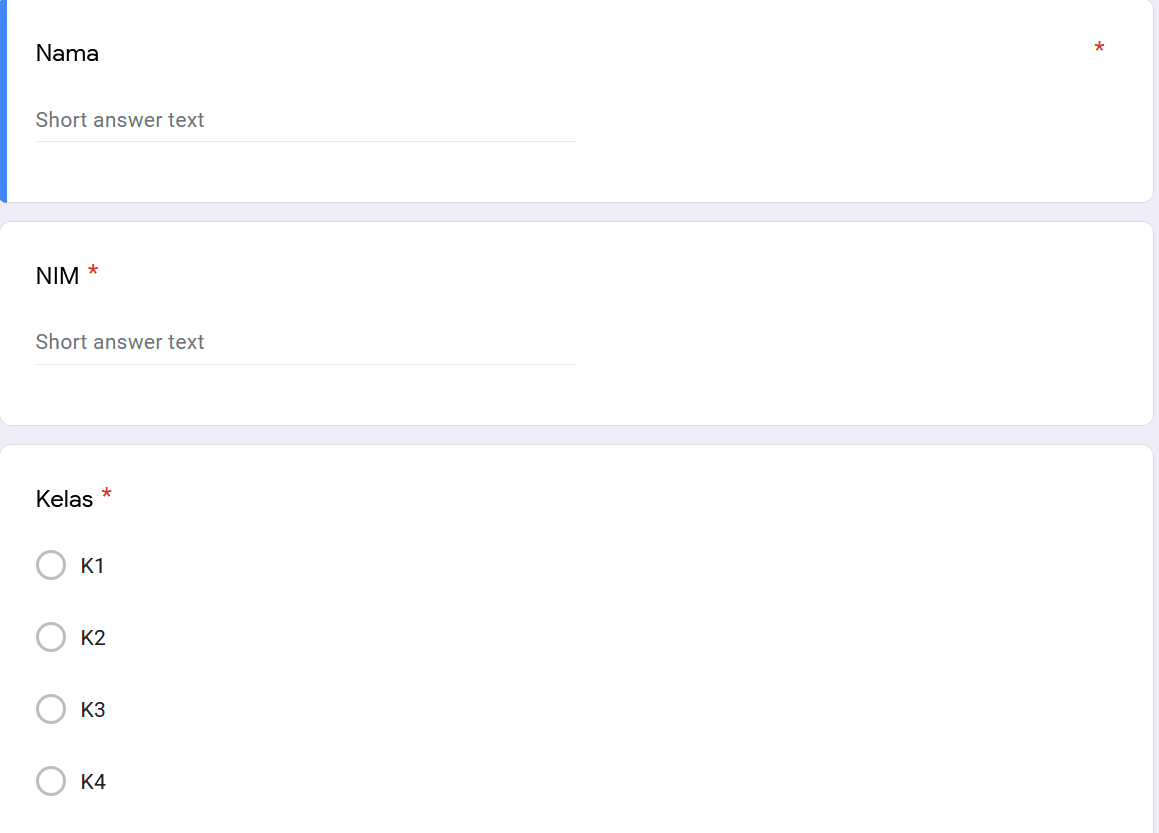 Nama *
Short answer text
NIM *
Short answer text
Kelas *
K1
K2
K3
K4